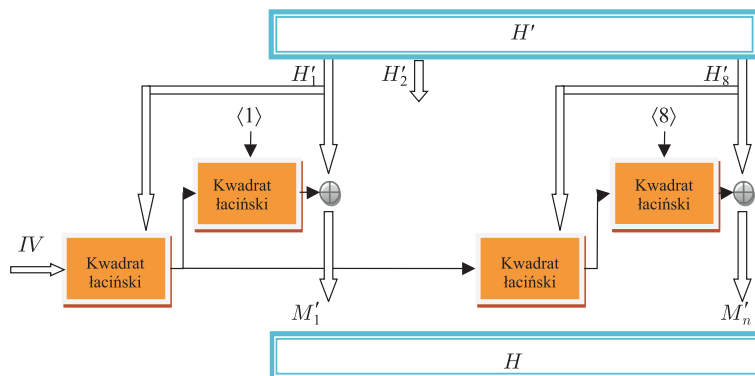 H′
H′₁ H′₂ H′₈
⟨1⟩ ⟨8⟩
Kwadrat
łaciński
Kwadrat
łaciński
IV
Kwadrat
łaciński
Kwadrat
łaciński
M′₁ M′ₙ
H